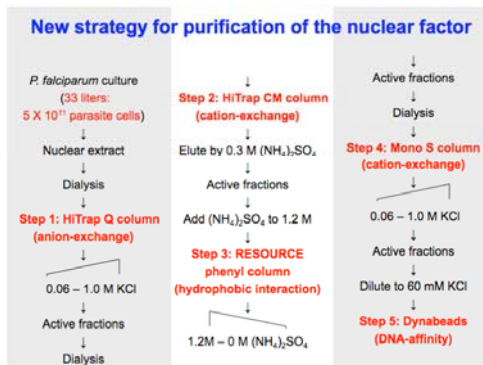 New strategy for purification of the nuclear factor
P. falciparum culture
(33 liters:
5 X 10¹¹ parasite cells)
↓
Nuclear extract
↓
Dialysis
↓
Step 1: HiTrap Q column
(anion-exchange)
↓
0.06 – 1.0 M KCl
↓
Active fractions
↓
Dialysis
↓
Step 2: HiTrap CM column
(cation-exchange)
↓
Elute by 0.3 M (NH₄)₂SO₄
↓
Active fractions
↓
Add (NH₄)₂SO₄ to 1.2 M
↓
Step 3: RESOURCE
phenyl column
(hydrophobic interaction)
↓
1.2M – 0 M (NH₄)₂SO₄
↓
Active fractions
↓
Dialysis
↓
Step 4: Mono S column
(cation-exchange)
↓
0.06 – 1.0 M KCl
↓
Active fractions
↓
Dilute to 60 mM KCl
↓
Step 5: Dynabeads
(DNA-affinity)